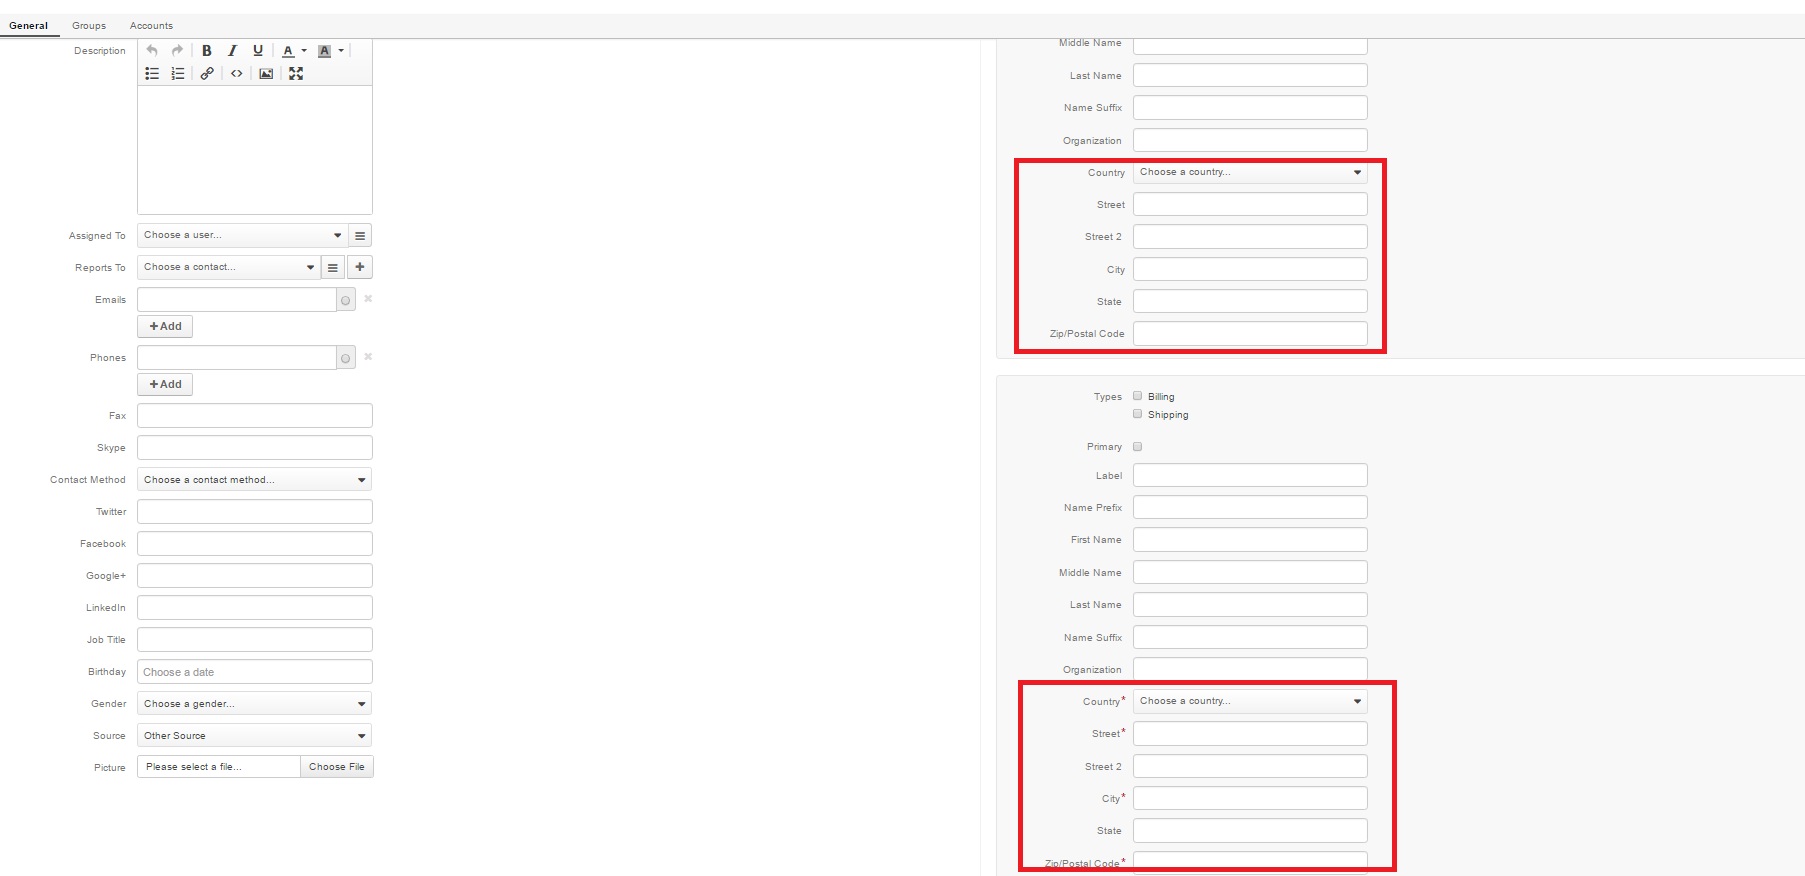 General Groups Accounts
Description
B I U A A
Assigned To Choose a user...
Reports To Choose a contact...
Emails
+Add
Phones
+Add
Fax
Skype
Contact Method Choose a contact method...
Twitter
Facebook
Google+
LinkedIn
Job Title
Birthday Choose a date
Gender Choose a gender...
Source Other Source
Picture Please select a file... Choose File
Middle Name
Last Name
Name Suffix
Organization
Country Choose a country...
Street
Street 2
City
State
Zip/Postal Code
Types Billing
Shipping
Primary
Label
Name Prefix
First Name
Middle Name
Last Name
Name Suffix
Organization
Country* Choose a country...
Street*
Street 2
City*
State
Zip/Postal Code*